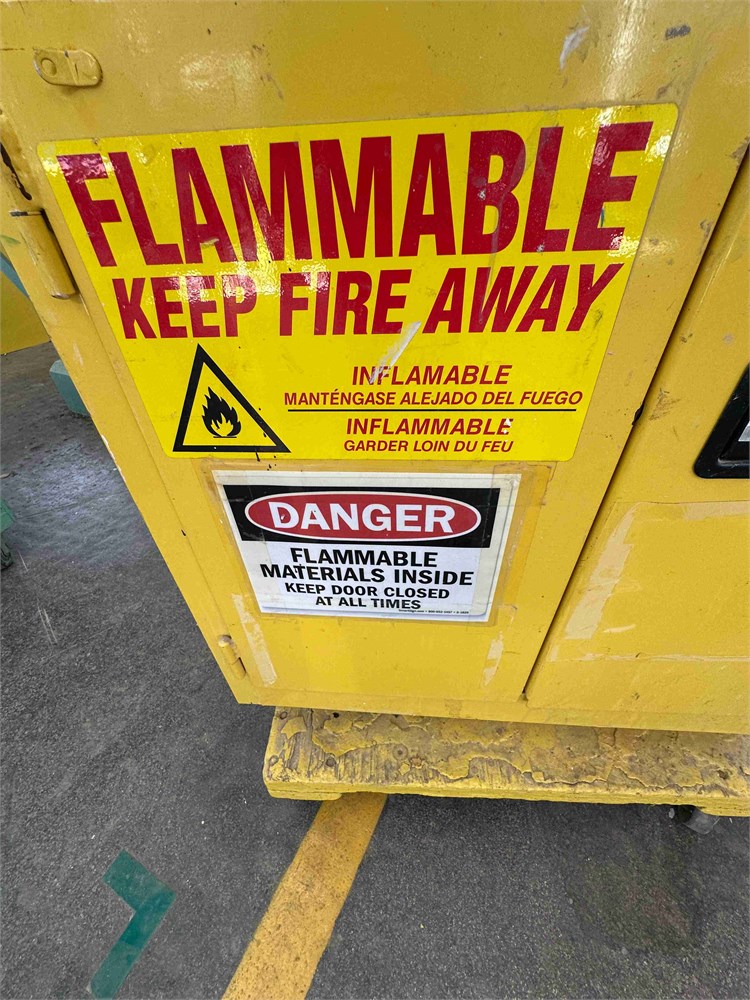 FLAMMABLE
KEEP FIRE AWAY
INFLAMABLE
MANTÉNGASE ALEJADO DEL FUEGO
INFLAMMABLE
GARDER LOIN DU FEU
DANGER
FLAMMABLE
MATERIALS INSIDE
KEEP DOOR CLOSED
AT ALL TIMES